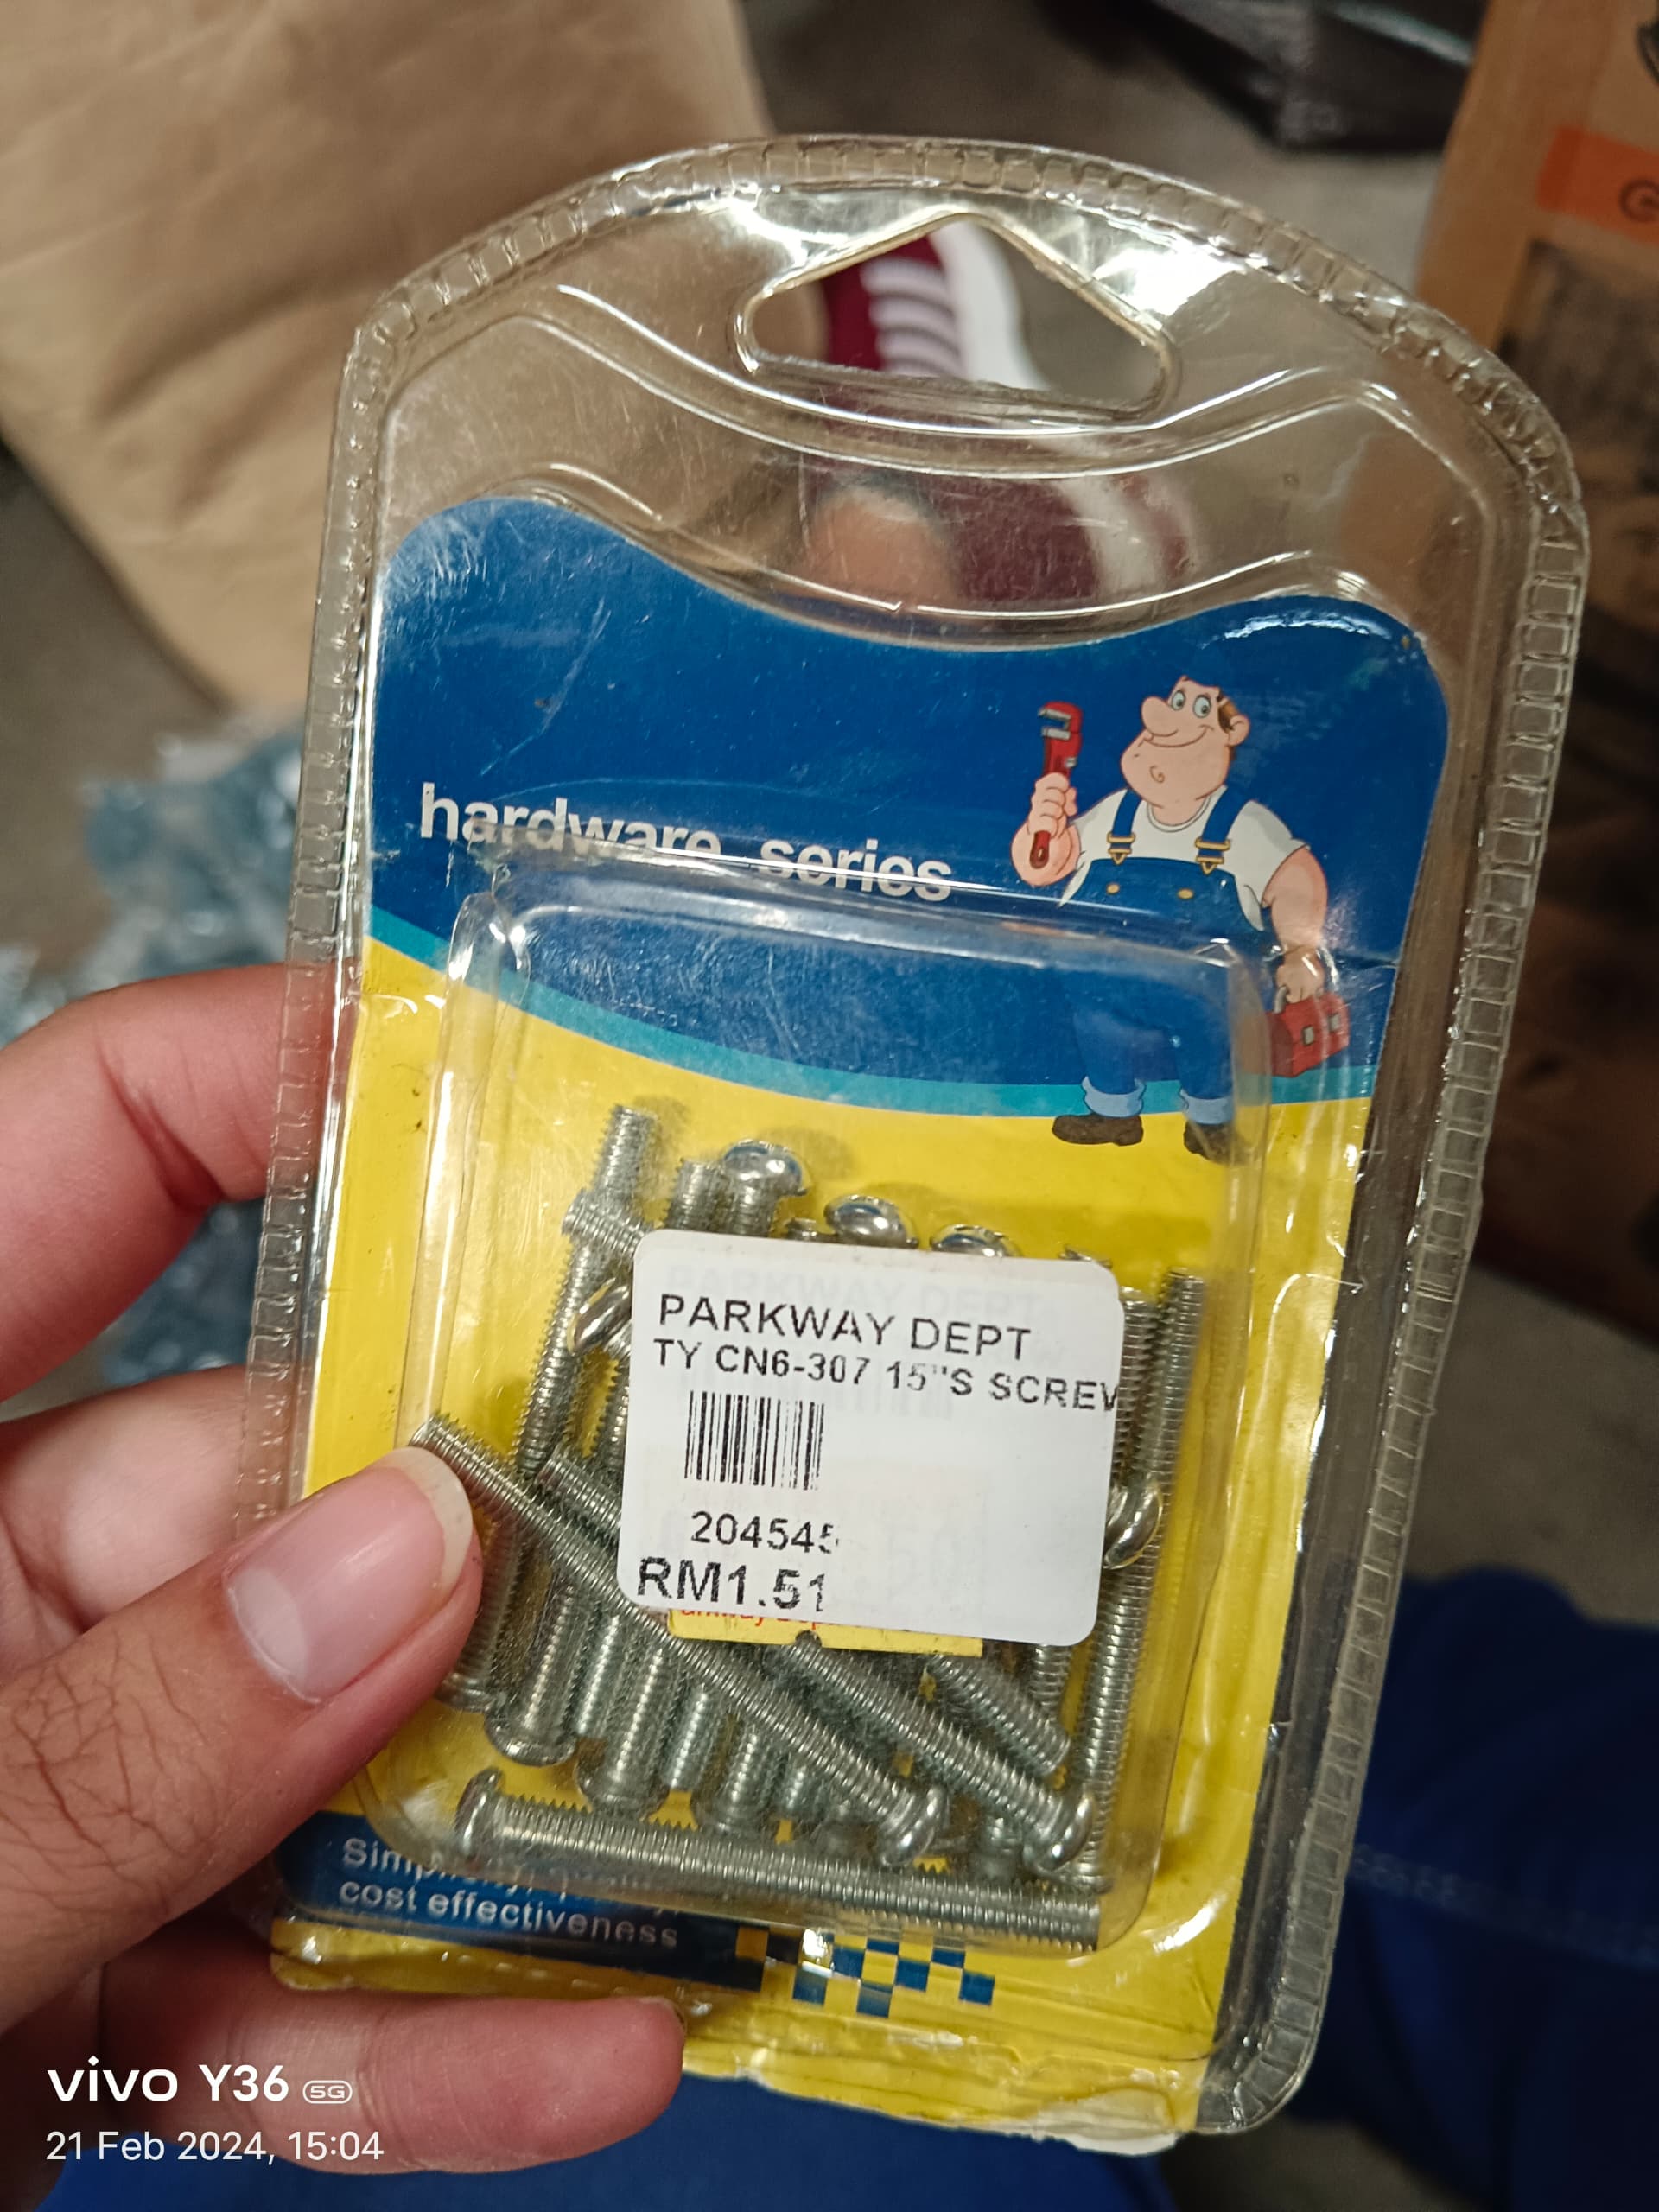 hardware series
PARKWAY DEPT
TY CN6-307 15"S SCREW
204545
RM1.51
cost effectiveness
vivo Y36 5G
21 Feb 2024, 15:04